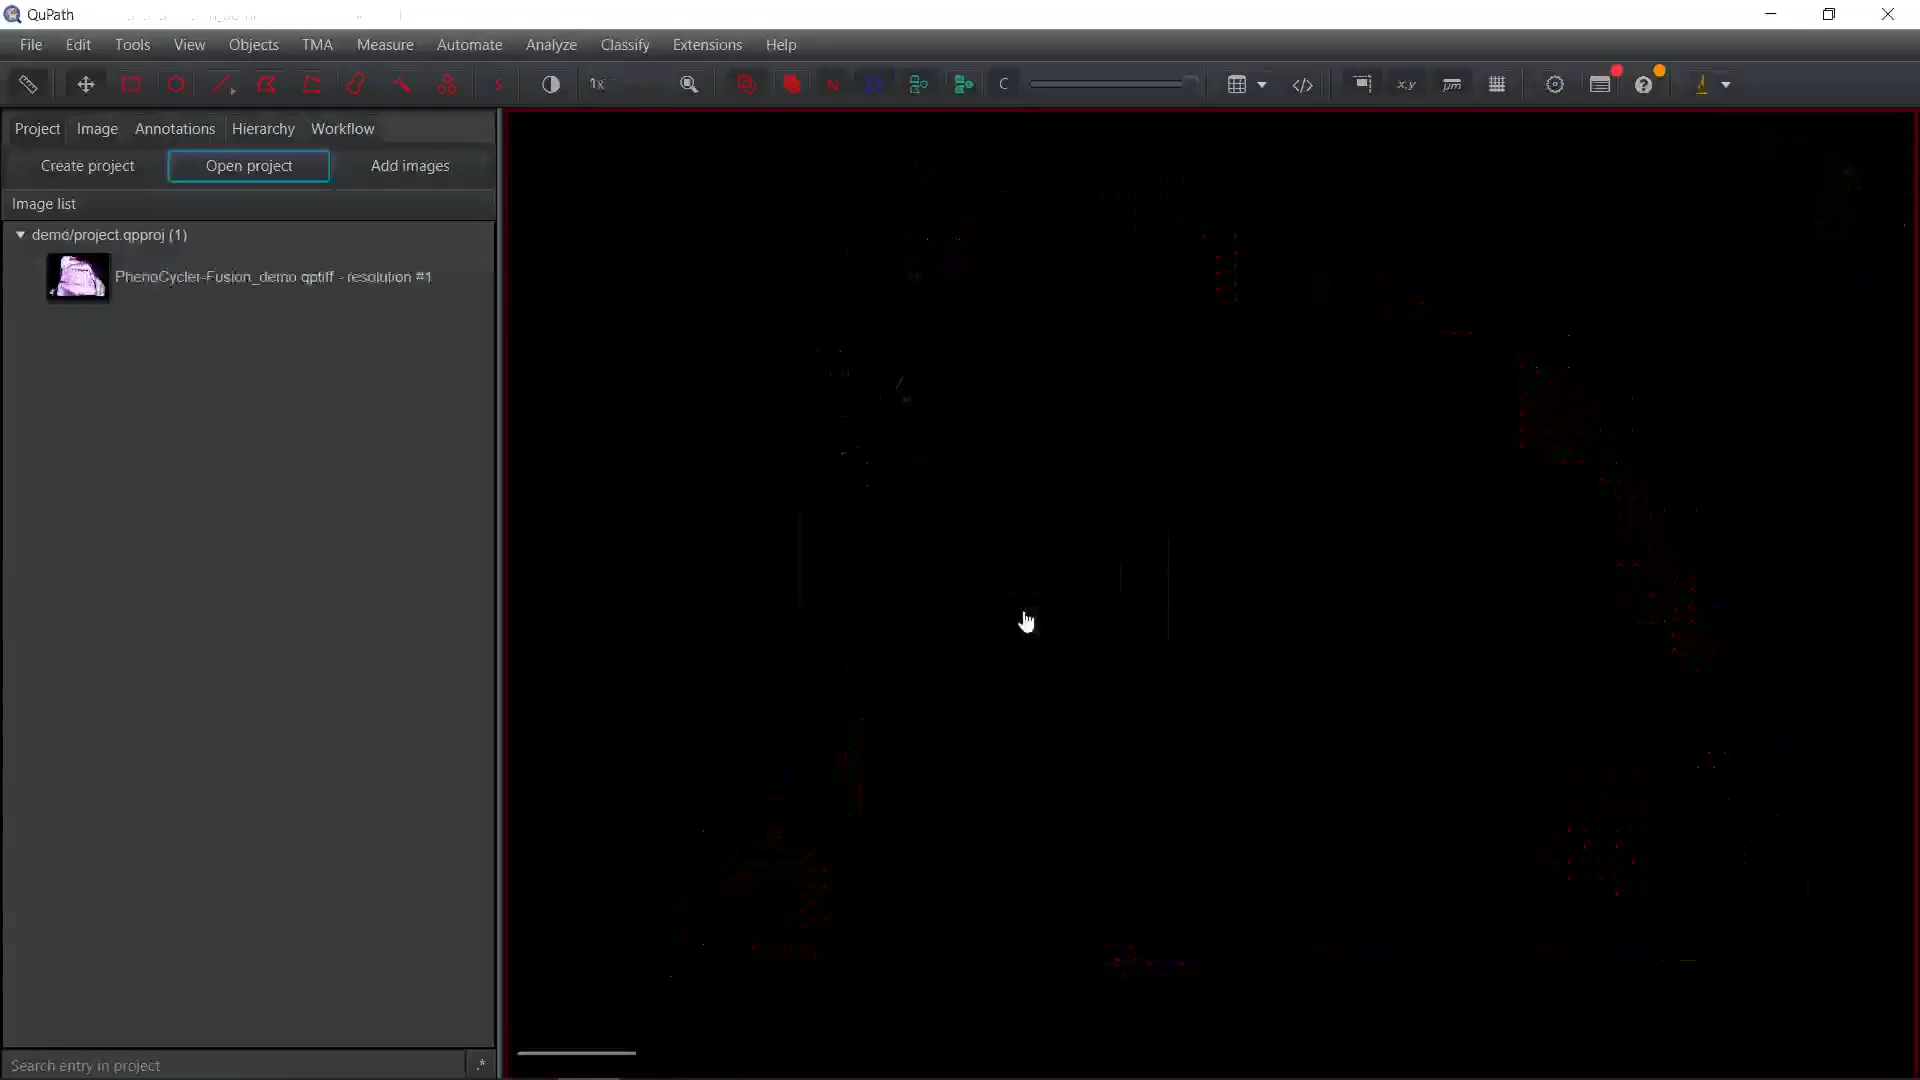 QuPath
File Edit Tools View Objects TMA Measure Automate Analyze Classify Extensions Help
S 1x N C x,y µm
Project Image Annotations Hierarchy Workflow
Create project Open project Add images
Image list
demo/project.qpproj (1)
PhenoCycler-Fusion_demo.qptiff - resolution #1
Search entry in project .*